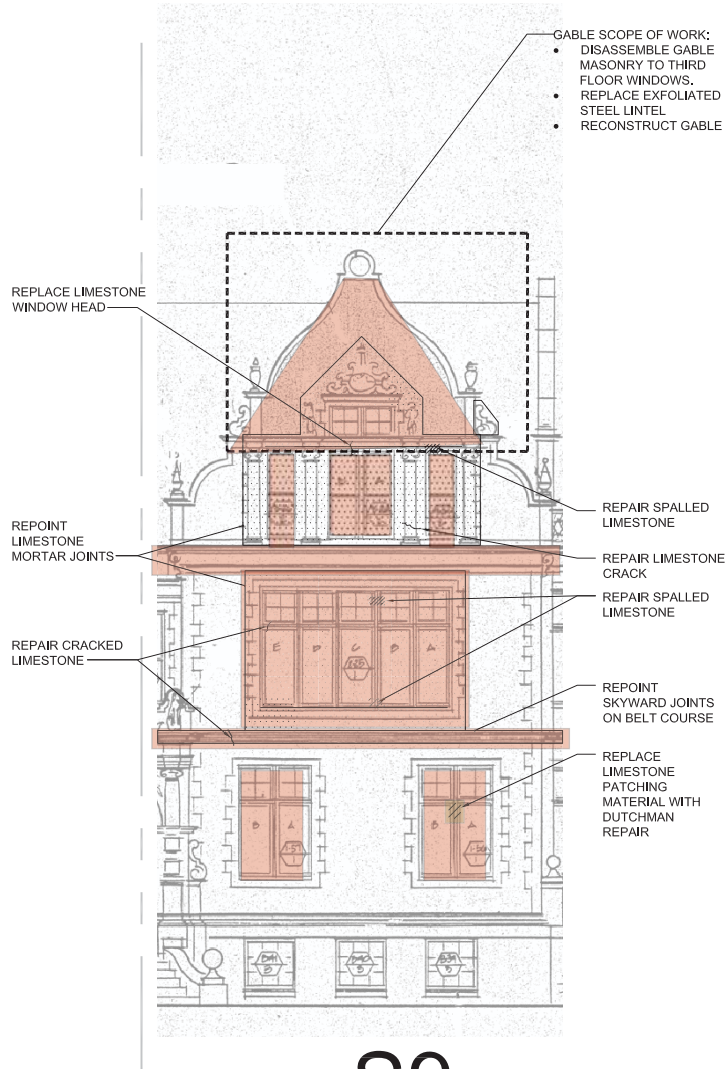 GABLE SCOPE OF WORK:
• DISASSEMBLE GABLE
MASONRY TO THIRD
FLOOR WINDOWS.
• REPLACE EXFOLIATED
STEEL LINTEL
• RECONSTRUCT GABLE
REPLACE LIMESTONE
WINDOW HEAD
REPAIR SPALLED
LIMESTONE
REPOINT
LIMESTONE
MORTAR JOINTS
REPAIR LIMESTONE
CRACK
REPAIR SPALLED
LIMESTONE
REPAIR CRACKED
LIMESTONE
E D C B A
REPOINT
SKYWARD JOINTS
ON BELT COURSE
REPLACE
LIMESTONE
PATCHING
MATERIAL WITH
DUTCHMAN
REPAIR
B A
B A